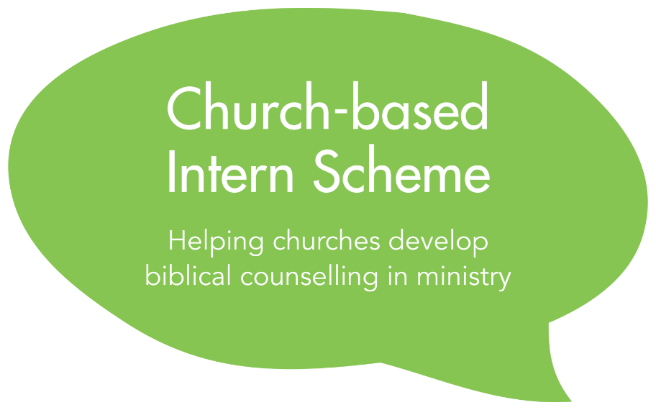 Church-based
Intern Scheme
Helping churches develop
biblical counselling in ministry